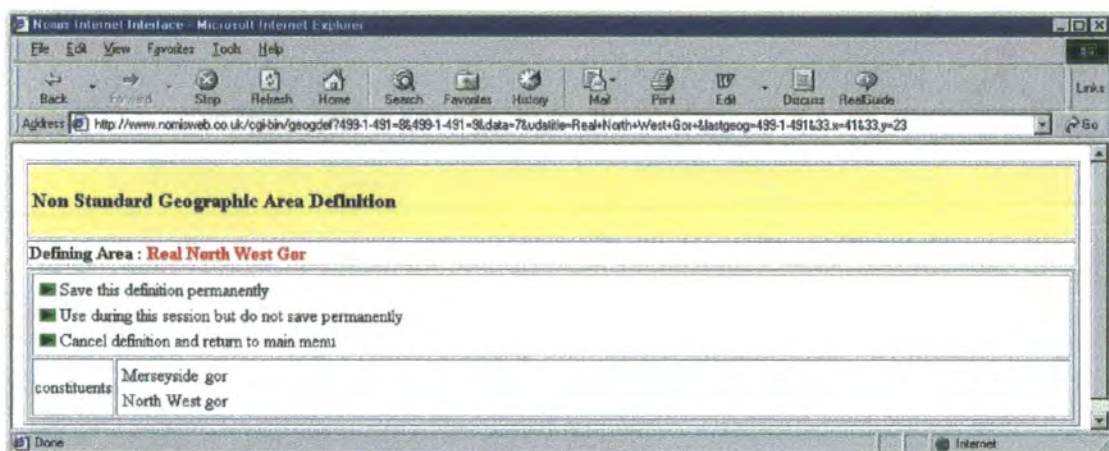 Nomis Internet Interface - Microsoft Internet Explorer
File Edit View Favorites Tools Help
Back Forward Stop Refresh Home Search Favorites History Mail Print Edit Discuss RealGuide Links
Address http://www.nomisweb.co.uk/cgi-bin/geogdef?499-1-491=8&499-1-491=9&data=7&udatitle=Real+North+West+Gor+&lastgeog=499-1-491&33.x=41&33.y=23 Go
Non Standard Geographic Area Definition
Defining Area : Real North West Gor
Save this definition permanently
Use during this session but do not save permanently
Cancel definition and return to main menu
constituents
Merseyside gor
North West gor
Done Internet